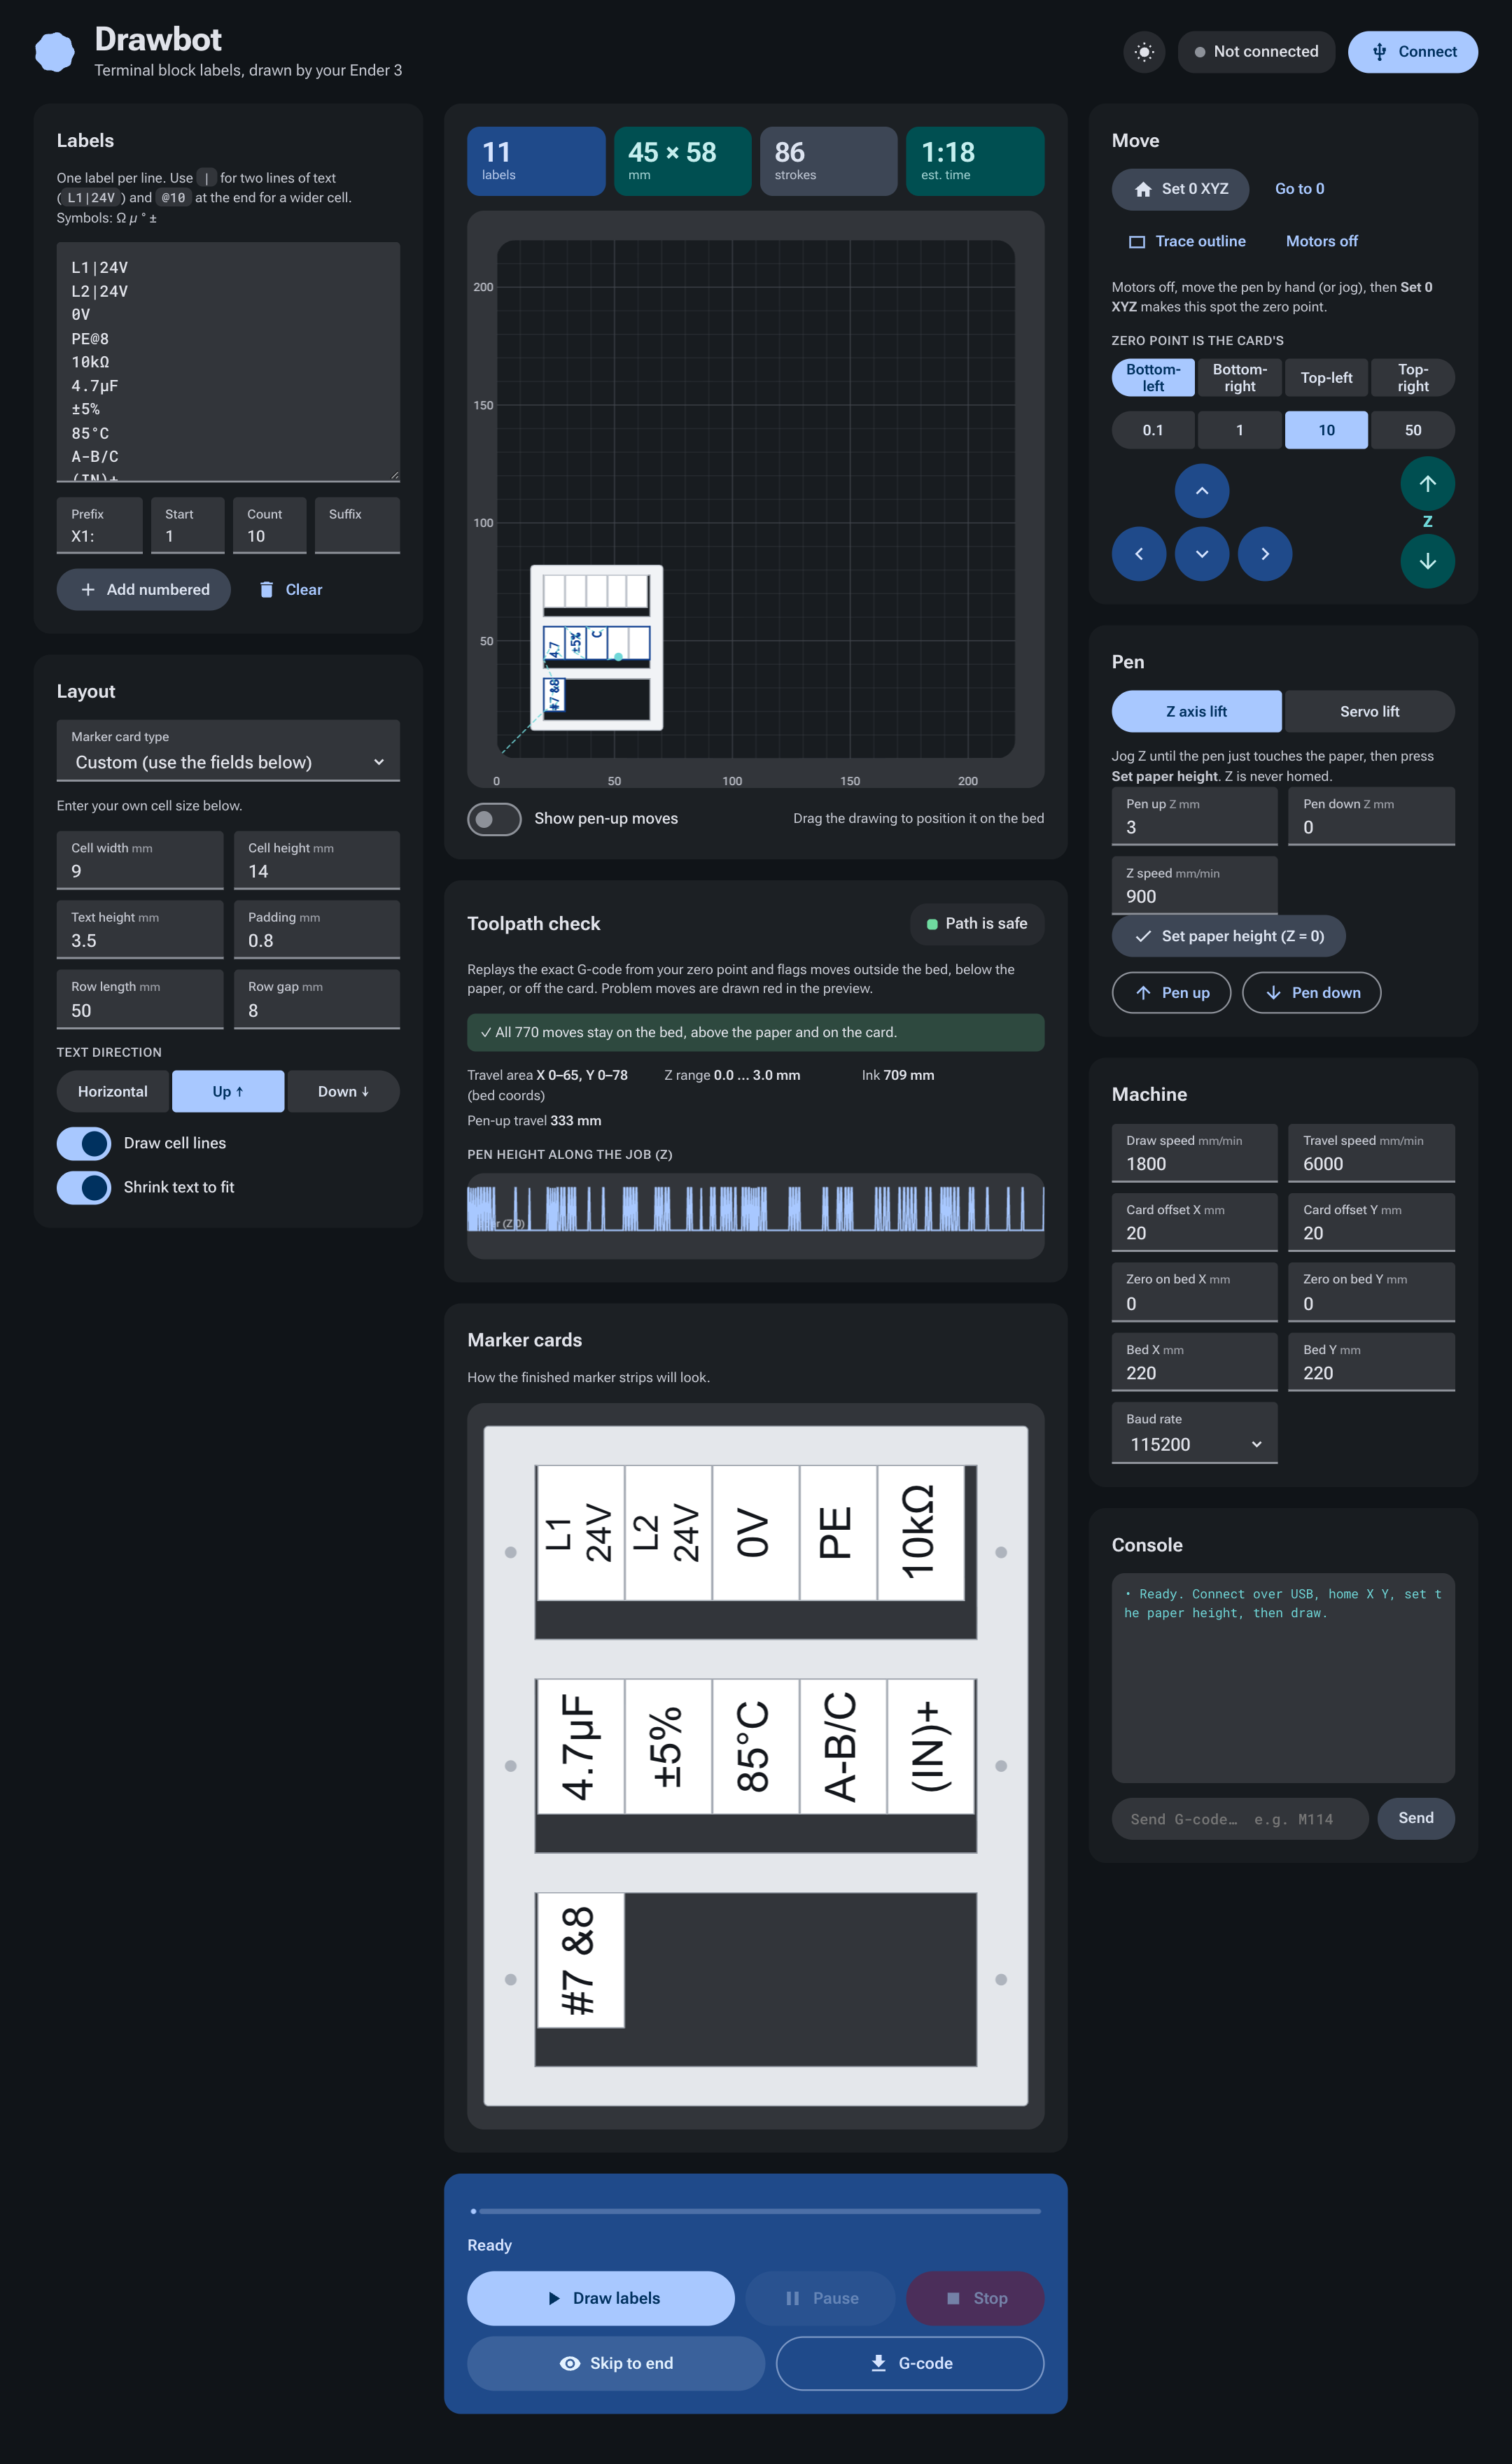 Drawbot
Terminal block labels, drawn by your Ender 3
Not connected
Connect
Labels
One label per line. Use | for two lines of text
(L1|24V) and @10 at the end for a wider cell.
Symbols: Ω µ ° ±
L1|24V
L2|24V
0V
PE@8
10kΩ
4.7µF
±5%
85°C
A-B/C
(IN)+
Prefix
X1:
Start
1
Count
10
Suffix
Add numbered
Clear
Layout
Marker card type
Custom (use the fields below)
Enter your own cell size below.
Cell width mm
9
Cell height mm
14
Text height mm
3.5
Padding mm
0.8
Row length mm
50
Row gap mm
8
TEXT DIRECTION
Horizontal
Up ↑
Down ↓
Draw cell lines
Shrink text to fit
11
labels
45 × 58
mm
86
strokes
1:18
est. time
200
150
100
50
4.7
±5%
C
#7 &8
0
50
100
150
200
Show pen-up moves
Drag the drawing to position it on the bed
Toolpath check
Path is safe
Replays the exact G-code from your zero point and flags moves outside the bed, below the
paper, or off the card. Problem moves are drawn red in the preview.
✓ All 770 moves stay on the bed, above the paper and on the card.
Travel area X 0–65, Y 0–78
(bed coords)
Z range 0.0 … 3.0 mm
Ink 709 mm
Pen-up travel 333 mm
PEN HEIGHT ALONG THE JOB (Z)
Marker cards
How the finished marker strips will look.
L1
24V
L2
24V
0V
PE
10kΩ
4.7µF
±5%
85°C
A-B/C
(IN)+
#7 &8
Ready
Draw labels
Pause
Stop
Skip to end
G-code
Move
Set 0 XYZ
Go to 0
Trace outline
Motors off
Motors off, move the pen by hand (or jog), then Set 0
XYZ makes this spot the zero point.
ZERO POINT IS THE CARD'S
Bottom-
left
Bottom-
right
Top-left
Top-
right
0.1
1
10
50
Z
Pen
Z axis lift
Servo lift
Jog Z until the pen just touches the paper, then press
Set paper height. Z is never homed.
Pen up Z mm
3
Pen down Z mm
0
Z speed mm/min
900
Set paper height (Z = 0)
Pen up
Pen down
Machine
Draw speed mm/min
1800
Travel speed mm/min
6000
Card offset X mm
20
Card offset Y mm
20
Zero on bed X mm
0
Zero on bed Y mm
0
Bed X mm
220
Bed Y mm
220
Baud rate
115200
Console
· Ready. Connect over USB, home X Y, set t
he paper height, then draw.
Send G-code… e.g. M114
Send